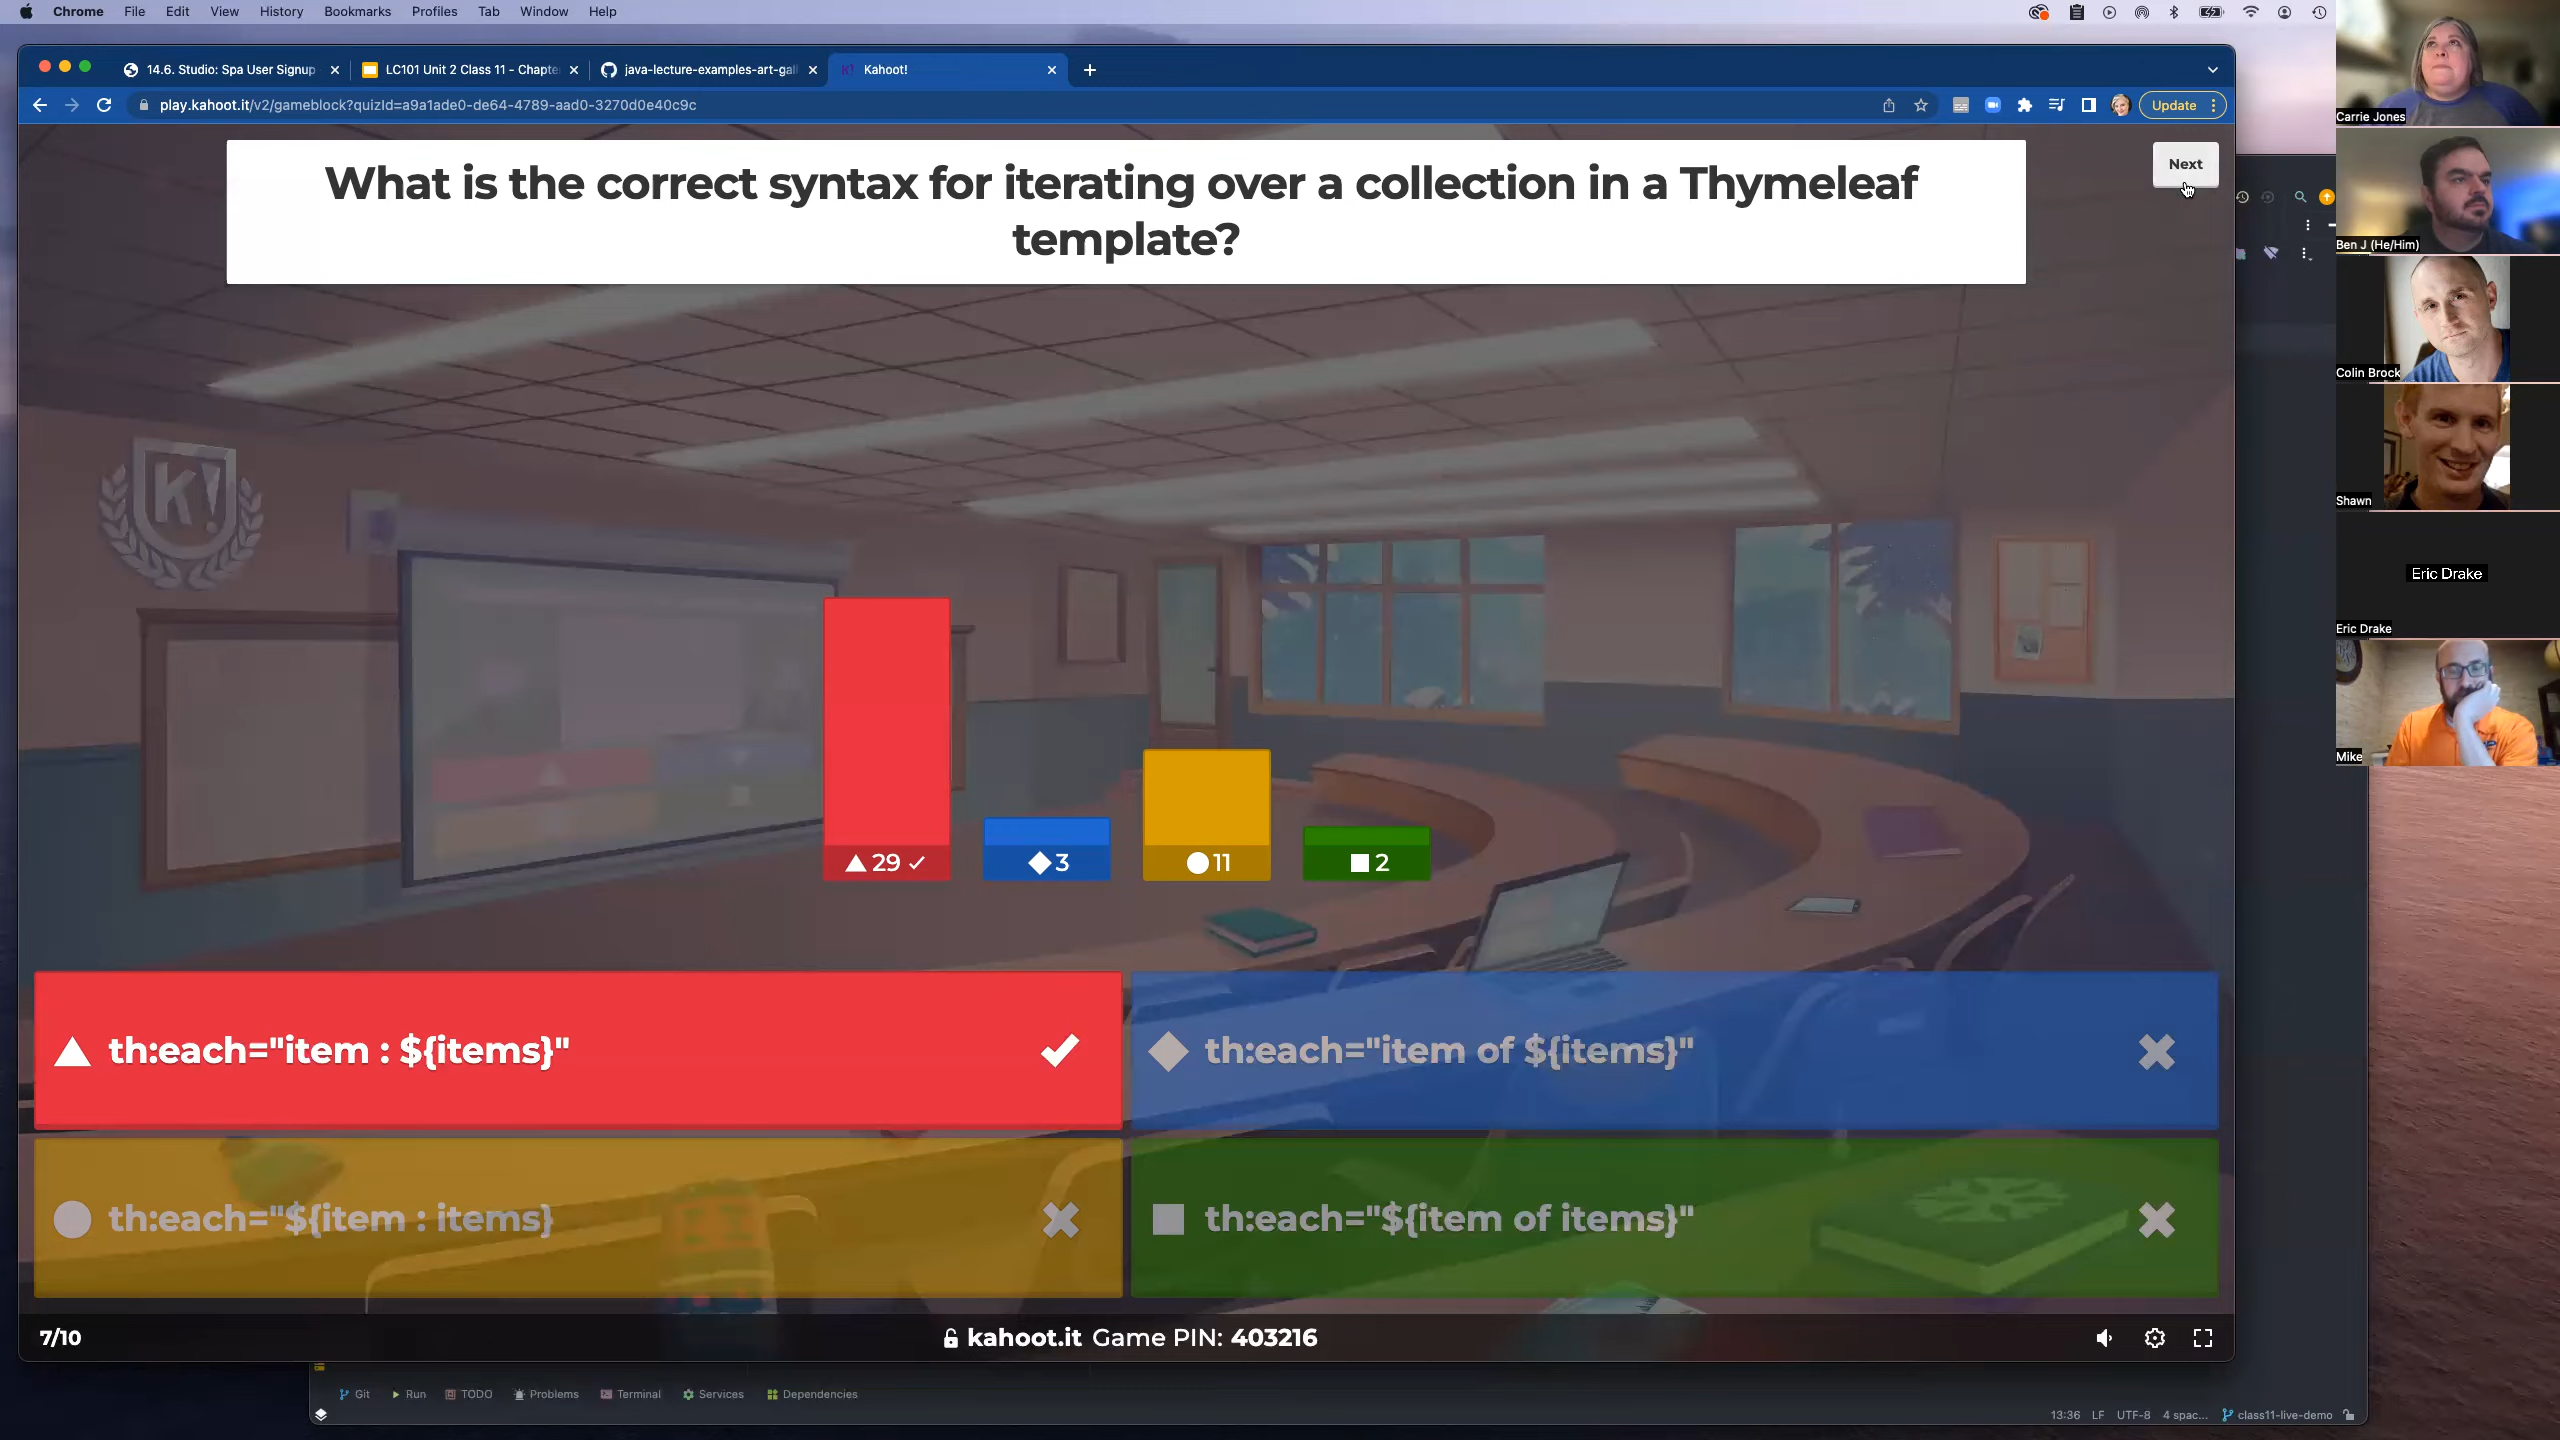 Chrome File Edit View History Bookmarks Profiles Tab Window Help
14.6. Studio: Spa User Signup
LC101 Unit 2 Class 11 - Chapte
java-lecture-examples-art-gal
Kahoot!
play.kahoot.it/v2/gameblock?quizId=a9a1ade0-de64-4789-aad0-3270d0e40c9c
Update
What is the correct syntax for iterating over a collection in a Thymeleaf
template?
Next
K!
29
3
11
2
th:each="item : ${items}"
th:each="item of ${items}"
th:each="${item : items}
th:each="${item of items}"
7/10
kahoot.it Game PIN: 403216
Git Run TODO Problems Terminal Services Dependencies
13:36 LF UTF-8 4 spac... class11-live-demo
Carrie Jones
Ben J (He/Him)
Colin Brock
Shawn
Eric Drake
Eric Drake
Mike